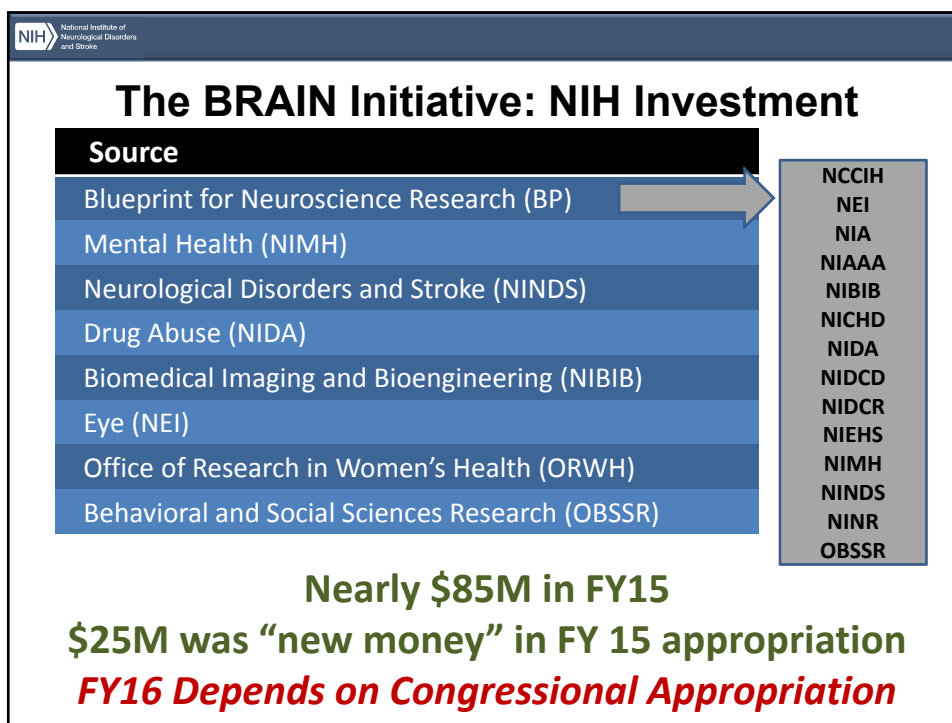 NIH
National Institute of
Neurological Disorders
and Stroke
The BRAIN Initiative: NIH Investment
Source
Blueprint for Neuroscience Research (BP)
Mental Health (NIMH)
Neurological Disorders and Stroke (NINDS)
Drug Abuse (NIDA)
Biomedical Imaging and Bioengineering (NIBIB)
Eye (NEI)
Office of Research in Women’s Health (ORWH)
Behavioral and Social Sciences Research (OBSSR)
NCCIH
NEI
NIA
NIAAA
NIBIB
NICHD
NIDA
NIDCD
NIDCR
NIEHS
NIMH
NINDS
NINR
OBSSR
Nearly $85M in FY15
$25M was “new money” in FY 15 appropriation
FY16 Depends on Congressional Appropriation